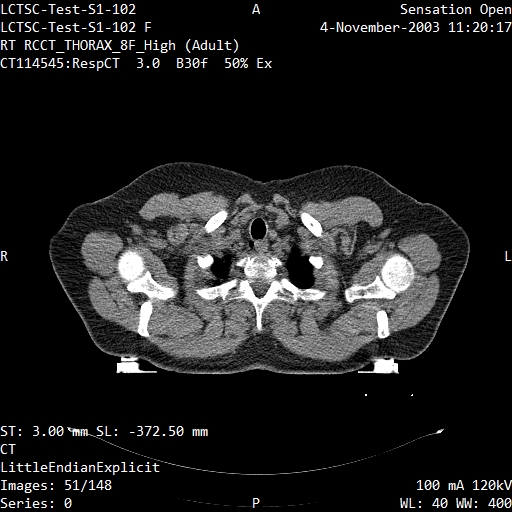 LCTSC-Test-S1-102
A
Sensation Open
LCTSC-Test-S1-102 F
4-November-2003 11:20:17
RT RCCT_THORAX_8F_High (Adult)
CT114545:RespCT 3.0 B30f 50% Ex
R
L
ST: 3.00 mm SL: -372.50 mm
CT
LittleEndianExplicit
Images: 51/148
100 mA 120kV
Series: 0
P
WL: 40 WW: 400